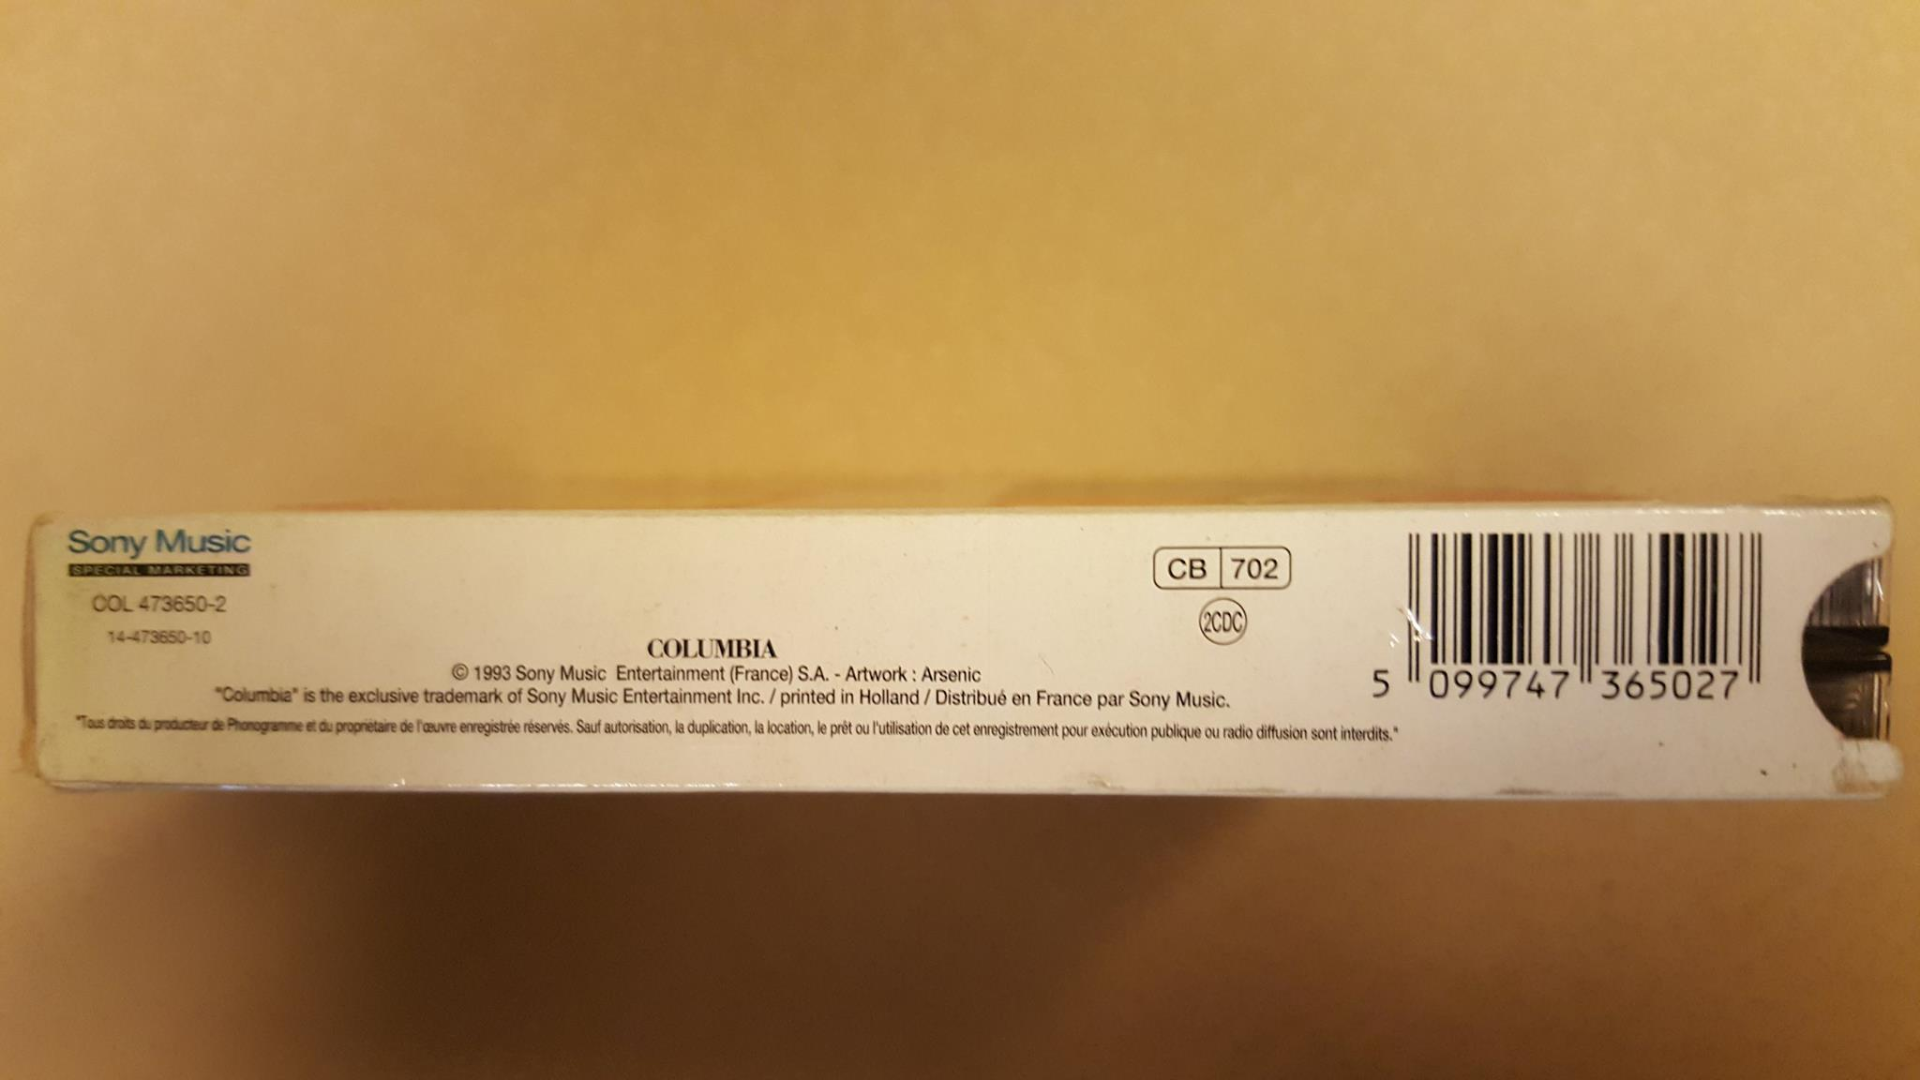 Sony Music
SPECIAL MARKETING
COL 473650-2
14-473650-10
CB 702
2CDC
COLUMBIA
© 1993 Sony Music Entertainment (France) S.A. - Artwork : Arsenic
"Columbia" is the exclusive trademark of Sony Music Entertainment Inc. / printed in Holland / Distribué en France par Sony Music.
"Tous droits du producteur de Phonogramme et du propriétaire de l'œuvre enregistrée réservés. Sauf autorisation, la duplication, la location, le prêt ou l'utilisation de cet enregistrement pour exécution publique ou radio diffusion sont interdits."
5 099747 365027